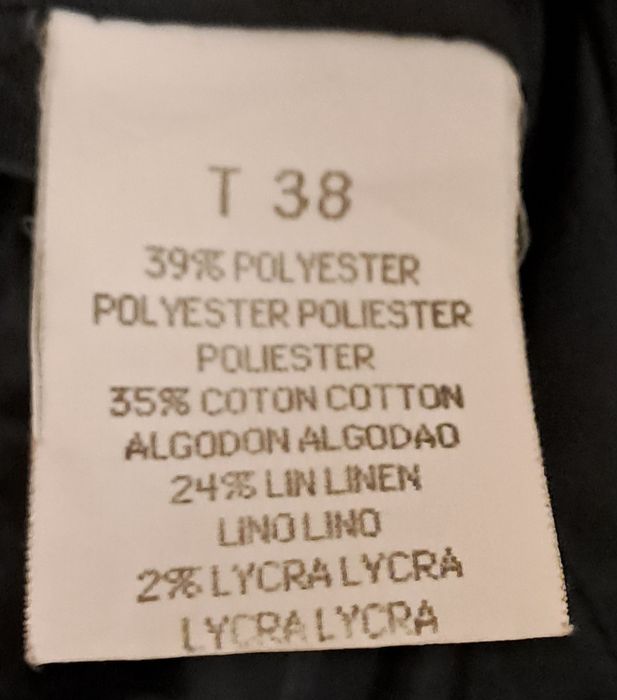 T 38
39% POLYESTER
POLYESTER POLIESTER
POLIESTER
35% COTON COTTON
ALGODON ALGODAO
24% LIN LINEN
LINO LINO
2% LYCRA LYCRA
LYCRA LYCRA